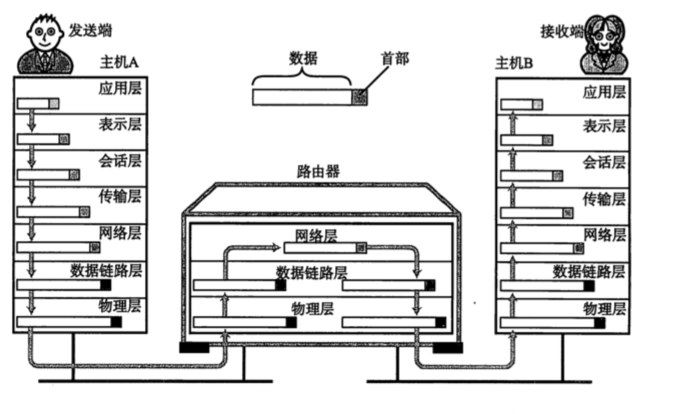 发送端
接收端
主机A
数据
首部
主机B
应用层
表示层
会话层
传输层
网络层
数据链路层
物理层
路由器
网络层
数据链路层
物理层
应用层
表示层
会话层
传输层
网络层
数据链路层
物理层